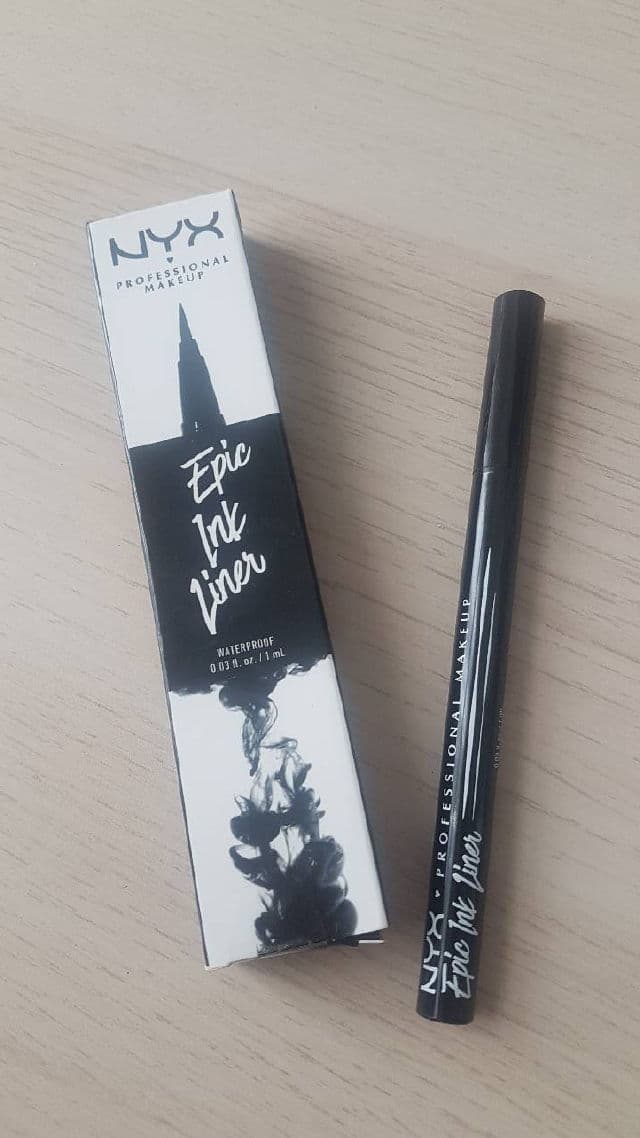 NYX
PROFESSIONAL
MAKEUP
Epic
Ink
Liner
WATERPROOF
0.03 fl. oz. / 1 mL
NYX PROFESSIONAL MAKEUP
Epic Ink Liner